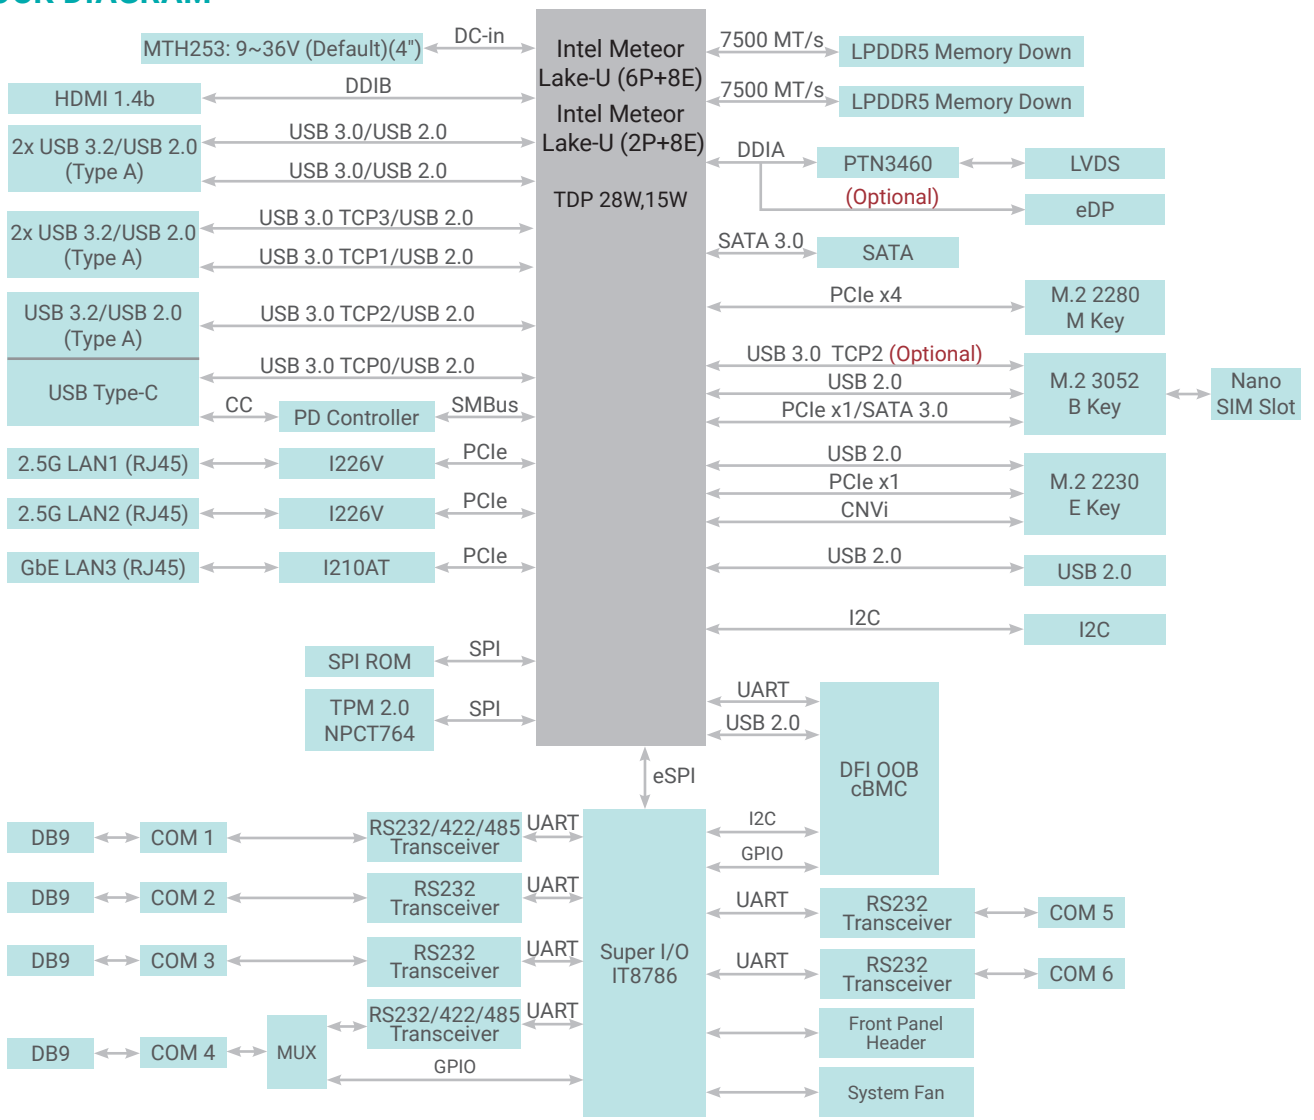 MTH253: 9~36V (Default)(4")
DC-in
HDMI 1.4b
DDIB
2x USB 3.2/USB 2.0
(Type A)
USB 3.0/USB 2.0
USB 3.0/USB 2.0
2x USB 3.2/USB 2.0
(Type A)
USB 3.0 TCP3/USB 2.0
USB 3.0 TCP1/USB 2.0
USB 3.2/USB 2.0
(Type A)
USB 3.0 TCP2/USB 2.0
USB Type-C
USB 3.0 TCP0/USB 2.0
CC
PD Controller
SMBus
2.5G LAN1 (RJ45)
I226V
PCIe
2.5G LAN2 (RJ45)
I226V
PCIe
GbE LAN3 (RJ45)
I210AT
PCIe
SPI ROM
SPI
TPM 2.0
NPCT764
SPI
Intel Meteor
Lake-U (6P+8E)
Intel Meteor
Lake-U (2P+8E)
TDP 28W,15W
7500 MT/s
LPDDR5 Memory Down
7500 MT/s
LPDDR5 Memory Down
DDIA
PTN3460
(Optional)
LVDS
eDP
SATA 3.0
SATA
PCIe x4
M.2 2280
M Key
USB 3.0 TCP2 (Optional)
USB 2.0
PCIe x1/SATA 3.0
M.2 3052
B Key
Nano
SIM Slot
USB 2.0
PCIe x1
CNVi
M.2 2230
E Key
USB 2.0
USB 2.0
I2C
I2C
UART
USB 2.0
DFI OOB
cBMC
eSPI
I2C
GPIO
DB9
COM 1
RS232/422/485
Transceiver
UART
DB9
COM 2
RS232
Transceiver
UART
DB9
COM 3
RS232
Transceiver
UART
DB9
COM 4
MUX
RS232/422/485
Transceiver
UART
GPIO
Super I/O
IT8786
UART
RS232
Transceiver
COM 5
UART
RS232
Transceiver
COM 6
Front Panel
Header
System Fan